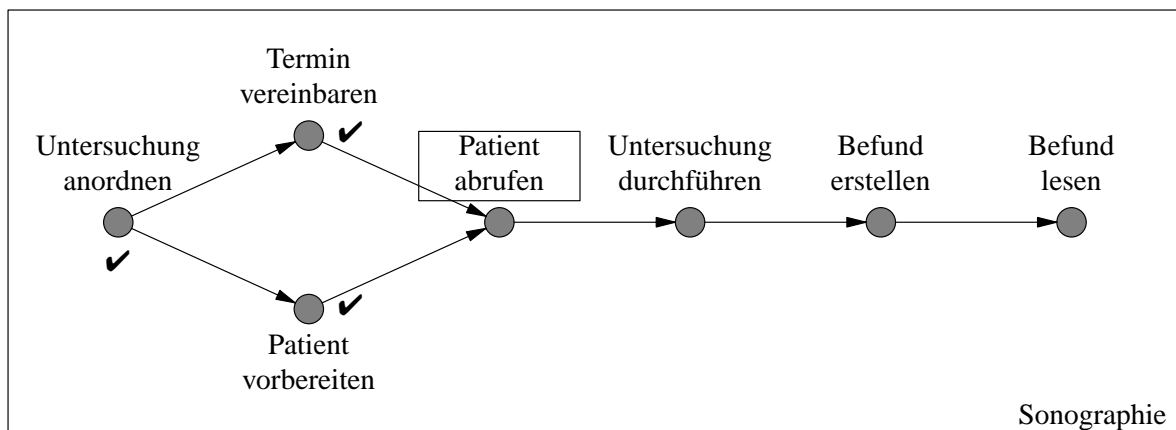 Termin
vereinbaren
Untersuchung
anordnen
Patient
abrufen
Untersuchung
durchführen
Befund
erstellen
Befund
lesen
Patient
vorbereiten
Sonographie